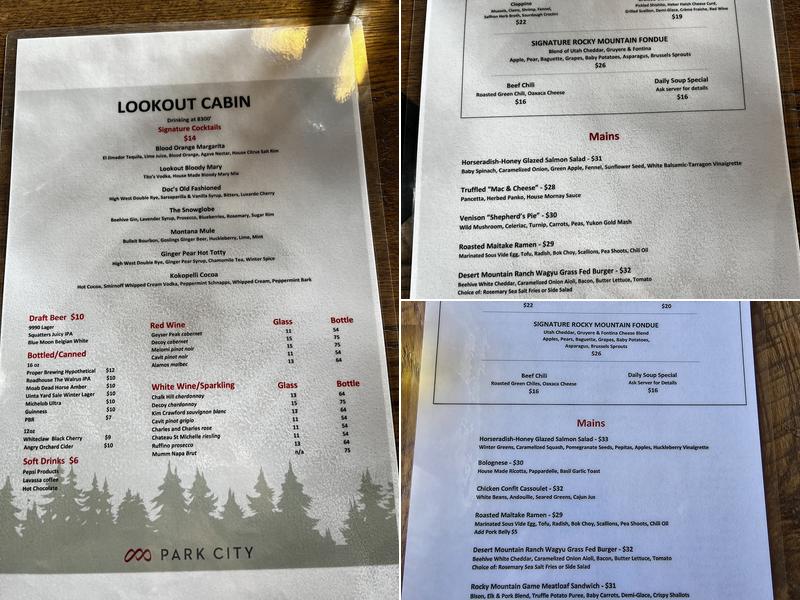 LOOKOUT CABIN
Drinking at 8300'
Signature Cocktails
$14
Blood Orange Margarita
El Jimador Tequila, Lime Juice, Blood Orange, Agave Nectar, House Citrus Salt Rim
Lookout Bloody Mary
Tito's Vodka, House Made Bloody Mary Mix
Doc's Old Fashioned
High West Double Rye, Sarsaparilla & Vanilla Syrup, Bitters, Luxardo Cherry
The Snowglobe
Beehive Gin, Lavender Syrup, Prosecco, Blueberries, Rosemary, Sugar Rim
Montana Mule
Bulleit Bourbon, Goslings Ginger Beer, Huckleberry, Lime, Mint
Ginger Pear Hot Totty
High West Double Rye, Ginger Pear Syrup, Chamomile Tea, Winter Spice
Kokopelli Cocoa
Hot Cocoa, Smirnoff Whipped Cream Vodka, Peppermint Schnapps, Whipped Cream, Peppermint Bark
Draft Beer $10
9990 Lager
Squatters Juicy IPA
Blue Moon Belgian White
Bottled/Canned
16 oz
Proper Brewing Hypothetical $12
Roadhouse The Walrus IPA $10
Moab Dead Horse Amber $10
Uinta Yard Sale Winter Lager $10
Michelob Ultra $10
Guinness $10
PBR $7
12oz
Whiteclaw Black Cherry $9
Angry Orchard Cider $10
Soft Drinks $6
Pepsi Products
Lavassa coffee
Hot Chocolate
Red Wine Glass Bottle
Geyser Peak cabernet 11 54
Decoy cabernet 15 75
Meiomi pinot noir 15 75
Cavit pinot noir 11 54
Alamos malbec 13 64
White Wine/Sparkling Glass Bottle
Chalk Hill chardonnay 13 64
Decoy chardonnay 15 75
Kim Crawford sauvignon blanc 13 64
Cavit pinot grigio 11 54
Charles and Charles rose 11 54
Chateau St Michelle riesling 11 54
Ruffino prosecco 13 64
Mumm Napa Brut n/a 75
PARK CITY
Cioppino
Mussels, Clams, Shrimp, Fennel,
Saffron Herb Broth, Sourdough Crostini
$22
Pickled Shishito, Heber Hatch Cheese Curd,
Grilled Scallion, Demi-Glace, Crème Fraiche, Red Wine
$19
SIGNATURE ROCKY MOUNTAIN FONDUE
Blend of Utah Cheddar, Gruyere & Fontina
Apple, Pear, Baguette, Grapes, Baby Potatoes, Asparagus, Brussels Sprouts
$26
Beef Chili
Roasted Green Chili, Oaxaca Cheese
$16
Daily Soup Special
Ask server for details
$16
Mains
Horseradish-Honey Glazed Salmon Salad - $31
Baby Spinach, Caramelized Onion, Green Apple, Fennel, Sunflower Seed, White Balsamic-Tarragon Vinaigrette
Truffled "Mac & Cheese" - $28
Pancetta, Herbed Panko, House Mornay Sauce
Venison "Shepherd's Pie" - $30
Wild Mushroom, Celeriac, Turnip, Carrots, Peas, Yukon Gold Mash
Roasted Maitake Ramen - $29
Marinated Sous Vide Egg, Tofu, Radish, Bok Choy, Scallions, Pea Shoots, Chili Oil
Desert Mountain Ranch Wagyu Grass Fed Burger - $32
Beehive White Cheddar, Caramelized Onion Aioli, Bacon, Butter Lettuce, Tomato
Choice of: Rosemary Sea Salt Fries or Side Salad
$22
$20
SIGNATURE ROCKY MOUNTAIN FONDUE
Utah Cheddar, Gruyere & Fontina Cheese Blend
Apples, Pears, Baguette, Grapes, Baby Potatoes,
Asparagus, Brussels Sprouts
$26
Beef Chili
Roasted Green Chiles, Oaxaca Cheese
$16
Daily Soup Special
Ask Server for Details
$16
Mains
Horseradish-Honey Glazed Salmon Salad - $33
Winter Greens, Caramelized Squash, Pomegranate Seeds, Pepitas, Apples, Huckleberry Vinaigrette
Bolognese - $30
House Made Ricotta, Pappardelle, Basil Garlic Toast
Chicken Confit Cassoulet - $32
White Beans, Andouille, Seared Greens, Cajun Jus
Roasted Maitake Ramen - $29
Marinated Sous Vide Egg, Tofu, Radish, Bok Choy, Scallions, Pea Shoots, Chili Oil
Add Pork Belly $5
Desert Mountain Ranch Wagyu Grass Fed Burger - $32
Beehive White Cheddar, Caramelized Onion Aioli, Bacon, Butter Lettuce, Tomato
Choice of: Rosemary Sea Salt Fries or Side Salad
Rocky Mountain Game Meatloaf Sandwich - $31
Bison, Elk & Pork Blend, Truffle Potato Puree, Baby Carrots, Demi-Glace, Crispy Shallots